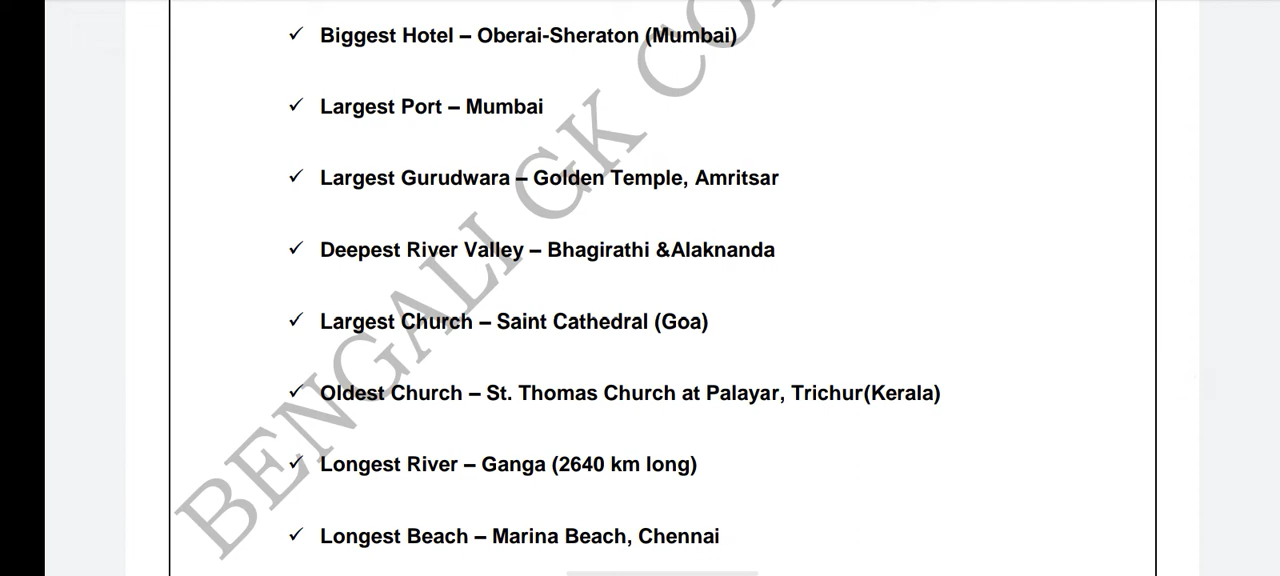 ✓ Biggest Hotel – Oberai-Sheraton (Mumbai)
✓ Largest Port – Mumbai
✓ Largest Gurudwara – Golden Temple, Amritsar
✓ Deepest River Valley – Bhagirathi &Alaknanda
✓ Largest Church – Saint Cathedral (Goa)
✓ Oldest Church – St. Thomas Church at Palayar, Trichur(Kerala)
✓ Longest River – Ganga (2640 km long)
✓ Longest Beach – Marina Beach, Chennai
BENGALI GK CO